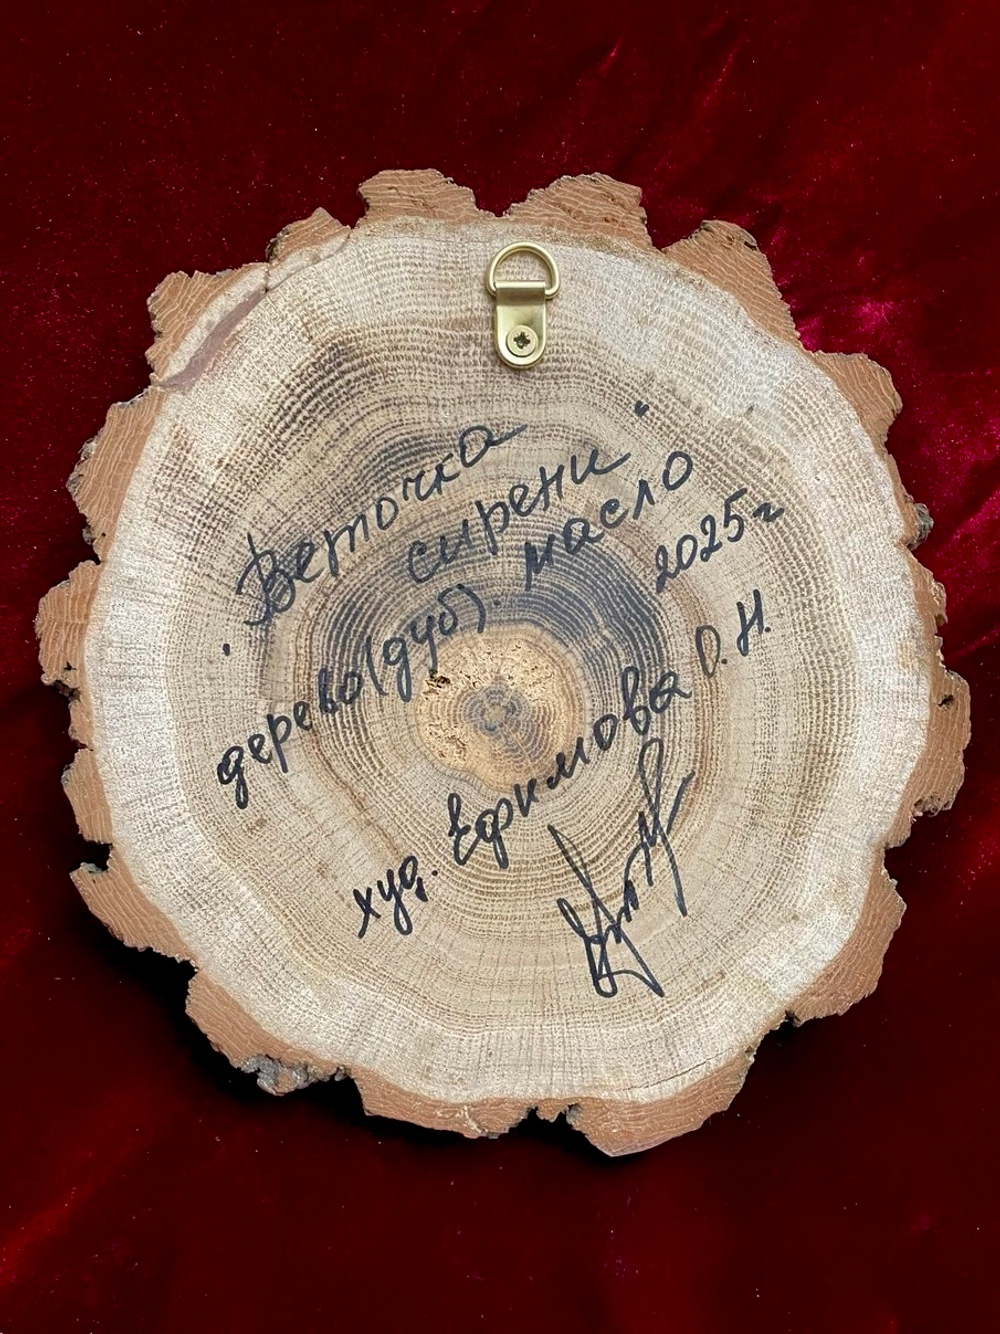 "Веточка
сирени"
дерево (дуб). масло
2025г
худ. Ефимова О.Н.